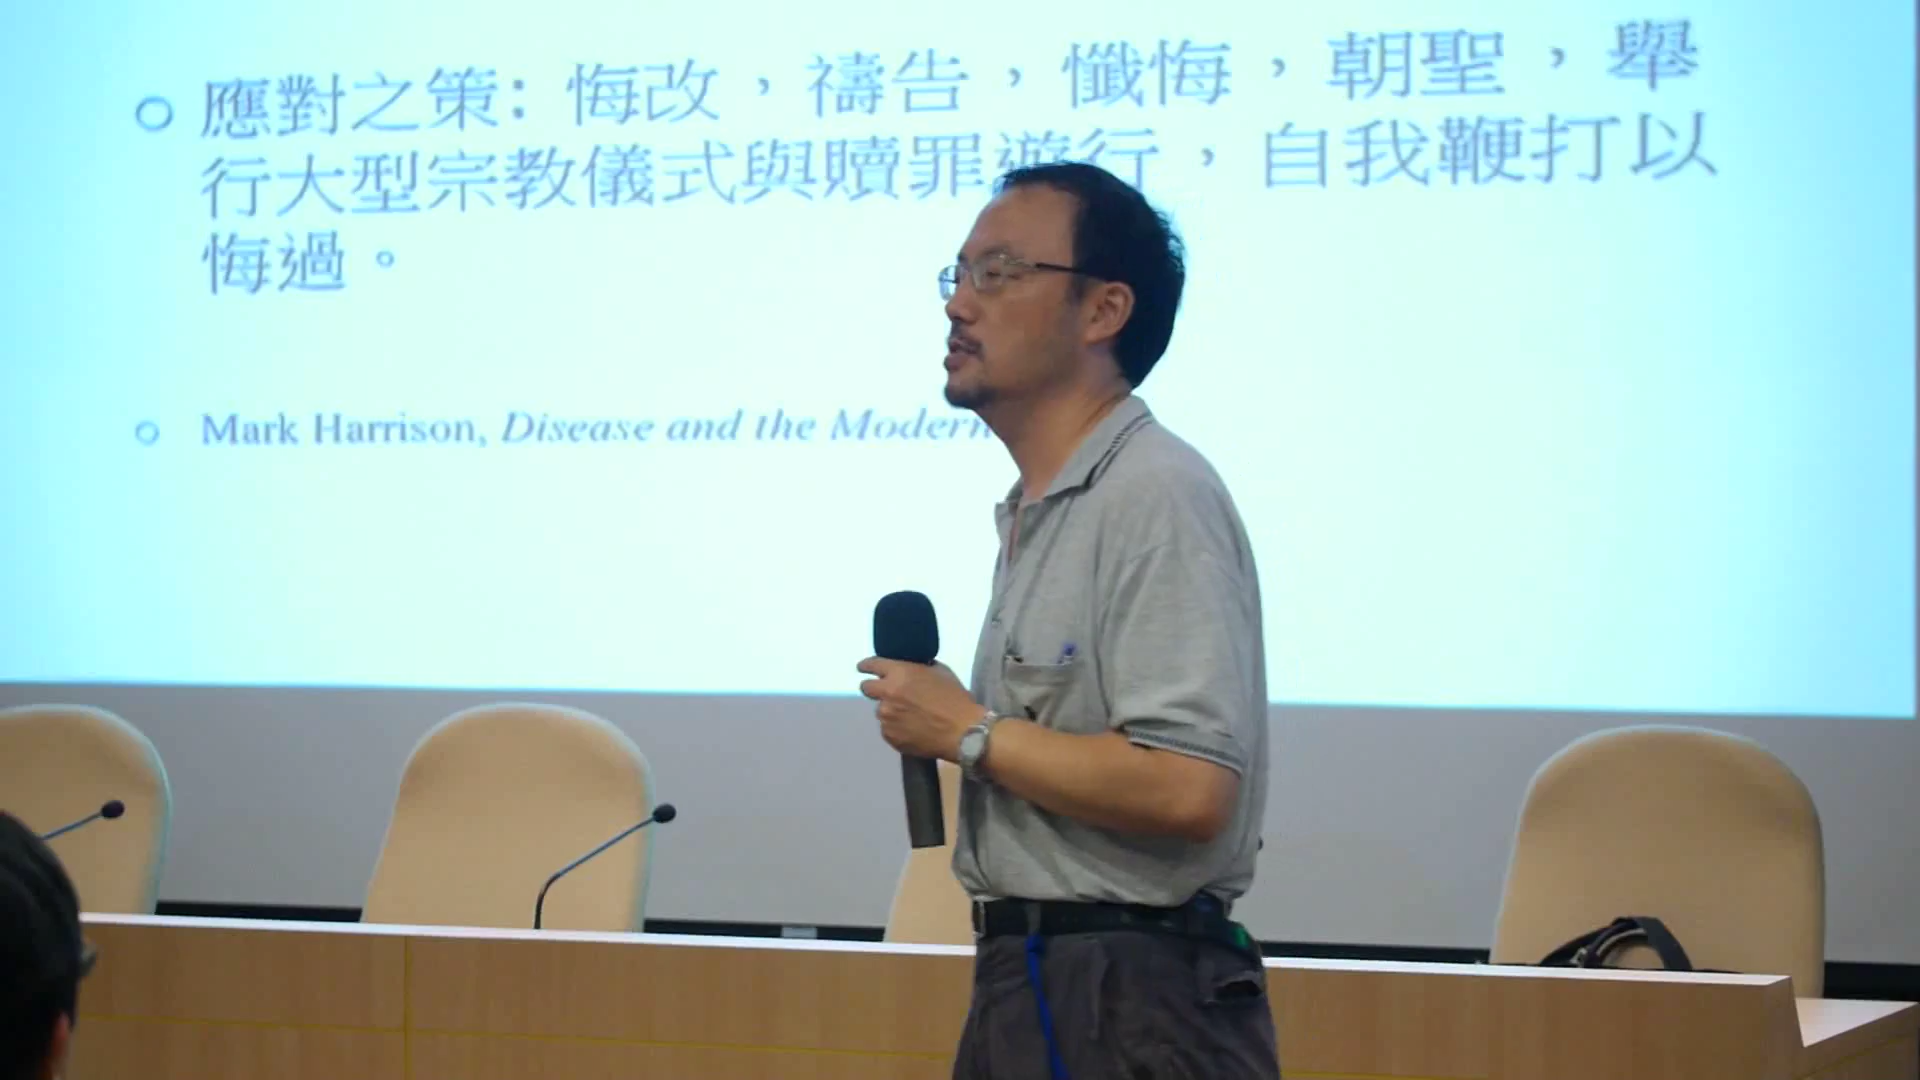 應對之策: 悔改，禱告，懺悔，朝聖，舉
行大型宗教儀式與贖罪遊行，自我鞭打以
悔過。
Mark Harrison, Disease and the Modern